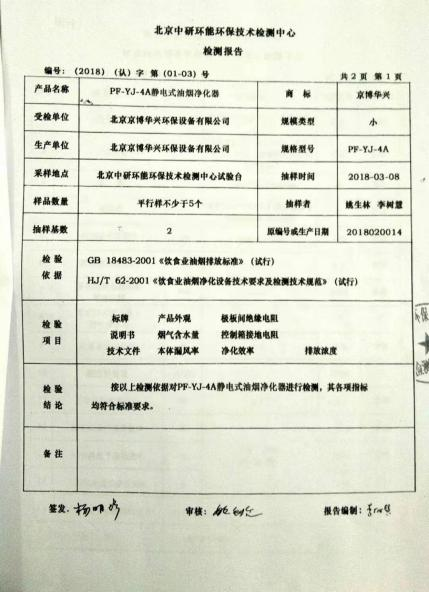 北京中研环能环保技术检测中心
检测报告
编号：（2018）（认）字 第（01-03）号 共 2 页 第 1 页
产品名称 PF-YJ-4A静电式油烟净化器 商 标 京博华兴
受检单位 北京京博华兴环保设备有限公司 规模类型 小
生产单位 北京京博华兴环保设备有限公司 规格型号 PF-YJ-4A
采样地点 北京中研环能环保技术检测中心试验台 抽样时间 2018-03-08
样品数量 平行样不少于5个 抽样者 姚生林 李树慧
抽样基数 2 原编号或生产日期 2018020014
检 验 依 据
GB 18483-2001《饮食业油烟排放标准》（试行）
HJ/T 62-2001《饮食业油烟净化设备技术要求及检测技术规范》（试行）
检 验 项 目
标牌 产品外观 极板间绝缘电阻
说明书 烟气含水量 控制箱接地电阻
技术文件 本体漏风率 净化效率 排放浓度
检 验 结 论
按以上检测依据对PF-YJ-4A静电式油烟净化器进行检测，其各项指标
均符合标准要求。
备 注
签发： 审核： 报告编制：